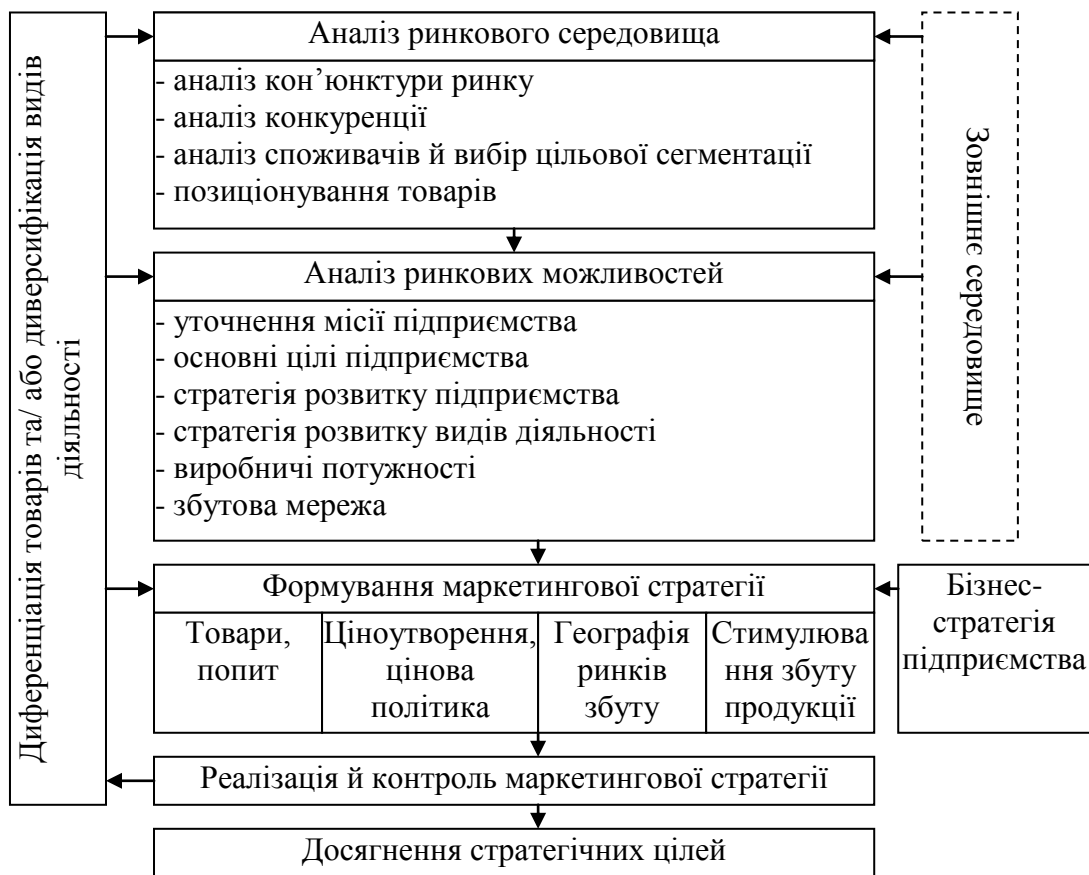 Диференціація товарів та/ або диверсифікація видів
діяльності
Аналіз ринкового середовища
- аналіз кон’юнктури ринку
- аналіз конкуренції
- аналіз споживачів й вибір цільової сегментації
- позиціонування товарів
Зовнішнє середовище
Аналіз ринкових можливостей
- уточнення місії підприємства
- основні цілі підприємства
- стратегія розвитку підприємства
- стратегія розвитку видів діяльності
- виробничі потужності
- збутова мережа
Формування маркетингової стратегії
Товари,
попит
Ціноутворення,
цінова
політика
Географія
ринків
збуту
Стимулюва
ння збуту
продукції
Бізнес-
стратегія
підприємства
Реалізація й контроль маркетингової стратегії
Досягнення стратегічних цілей